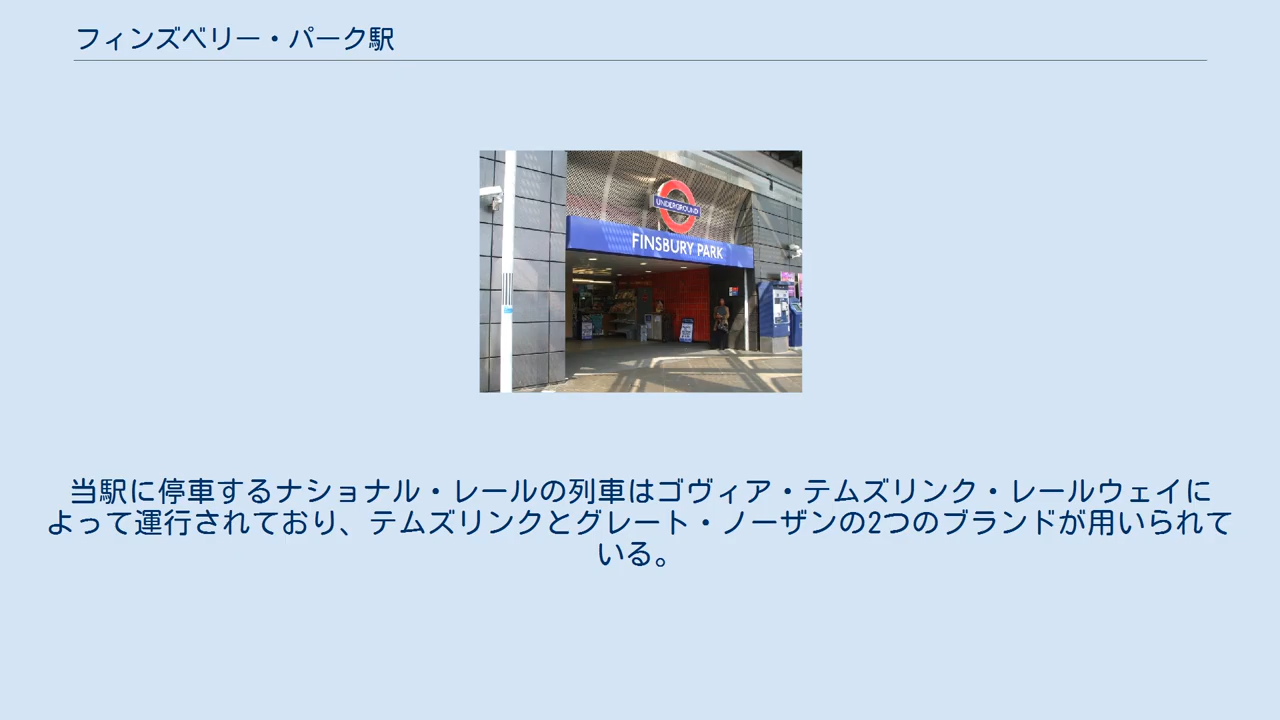 フィンズベリー・パーク駅
UNDERGROUND
FINSBURY PARK
当駅に停車するナショナル・レールの列車はゴヴィア・テムズリンク・レールウェイに
よって運行されており、テムズリンクとグレート・ノーザンの2つのブランドが用いられて
いる。